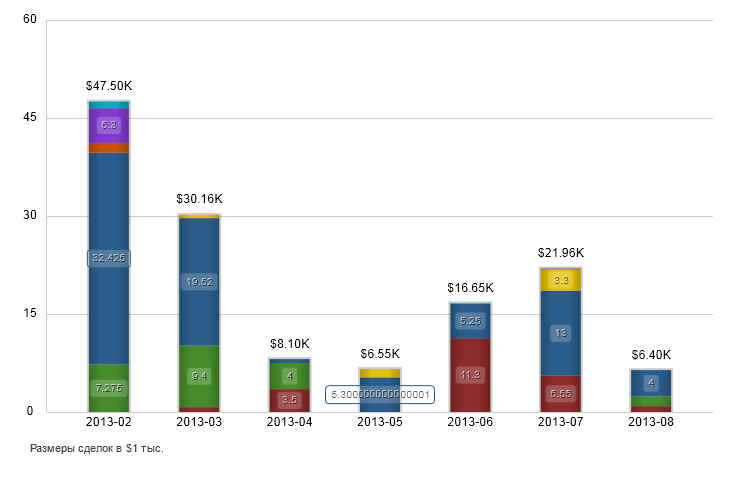 60
45
30
15
0
$47.50K
$30.16K
$8.10K
$6.55K
$16.65K
$21.96K
$6.40K
5.3
32.425
7.275
19.52
9.4
4
3.5
5.300000000000001
5.25
11.3
3.3
13
5.55
4
2013-02 2013-03 2013-04 2013-05 2013-06 2013-07 2013-08
Размеры сделок в $1 тыс.